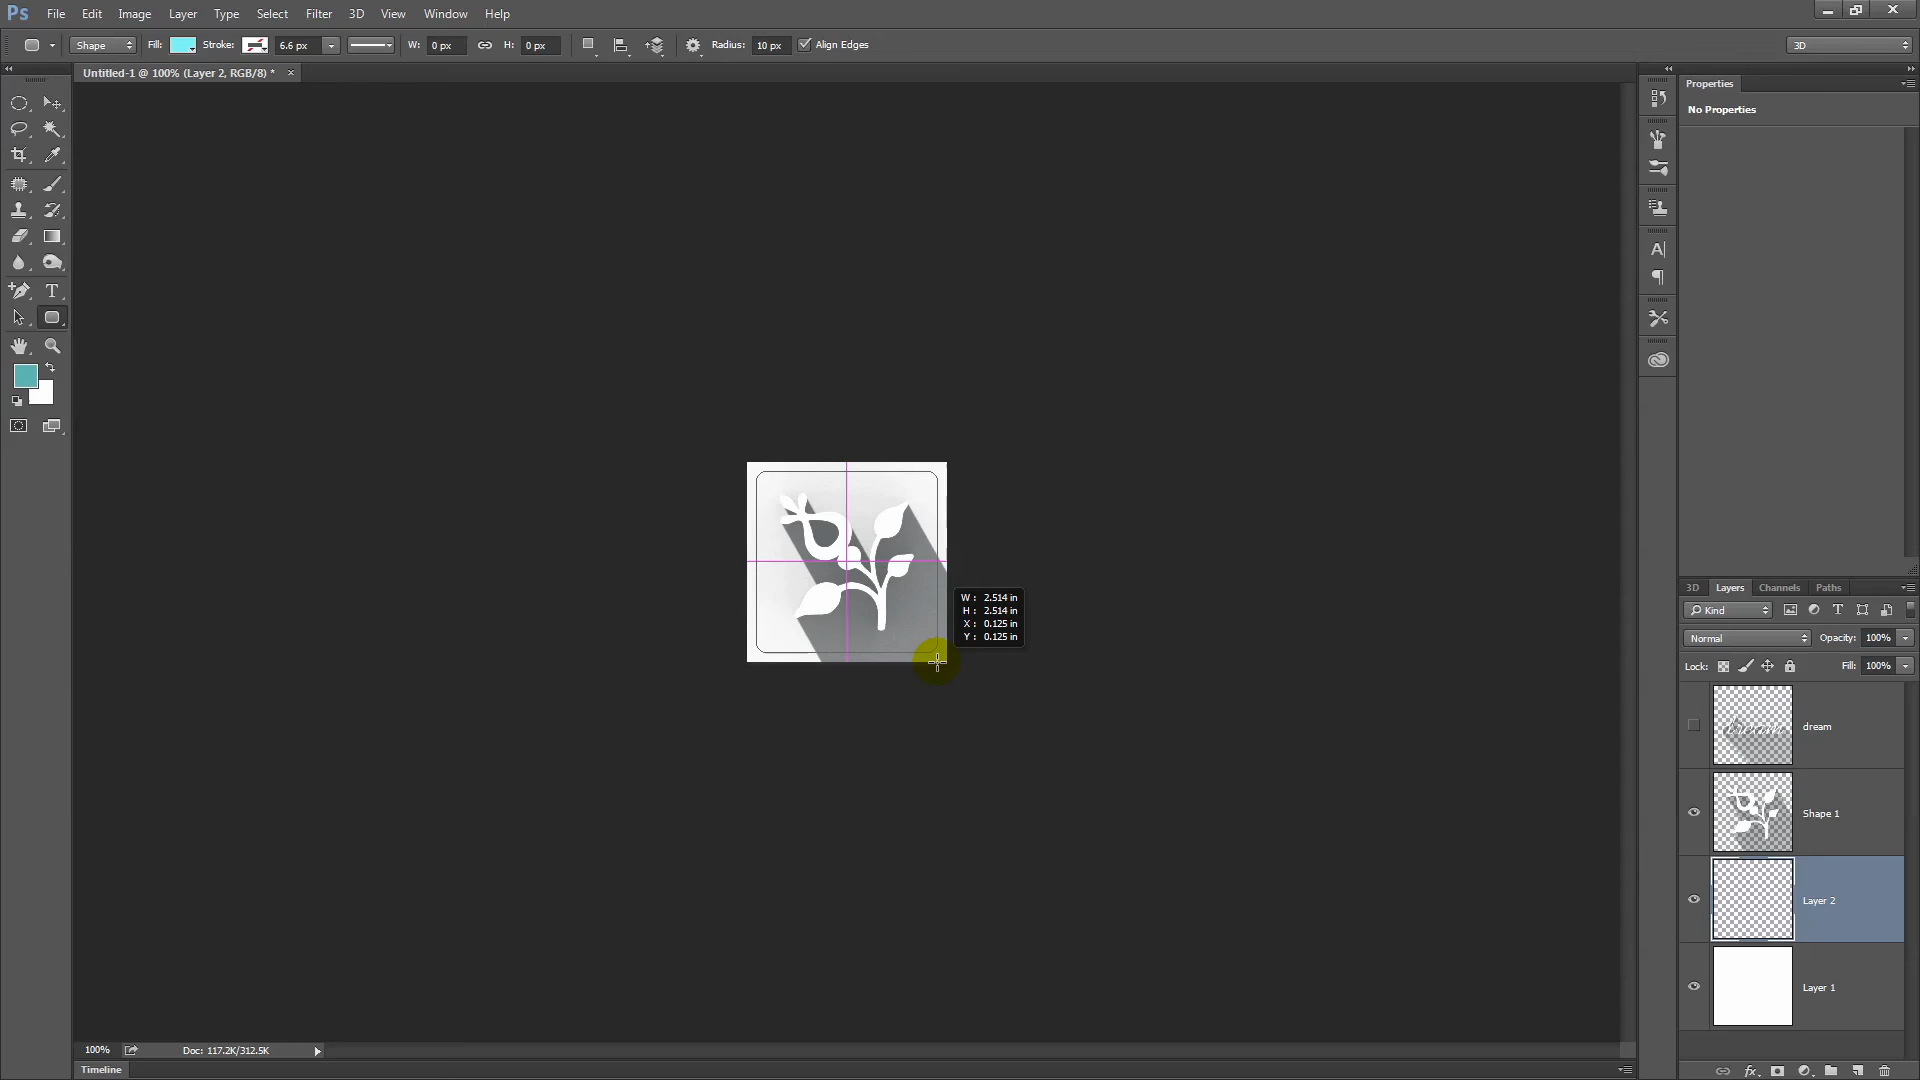 Ps File Edit Image Layer Type Select Filter 3D View Window Help
Shape Fill: Stroke: 6.6 px W: 0 px H: 0 px Radius: 10 px Align Edges 3D
Untitled-1 @ 100% (Layer 2, RGB/8) *
Properties
No Properties
W : 2.514 in
H : 2.514 in
X : 0.125 in
Y : 0.125 in
3D Layers Channels Paths
Kind
Normal Opacity: 100%
Lock: Fill: 100%
dream
Shape 1
Layer 2
Layer 1
100% Doc: 117.2K/312.5K
Timeline